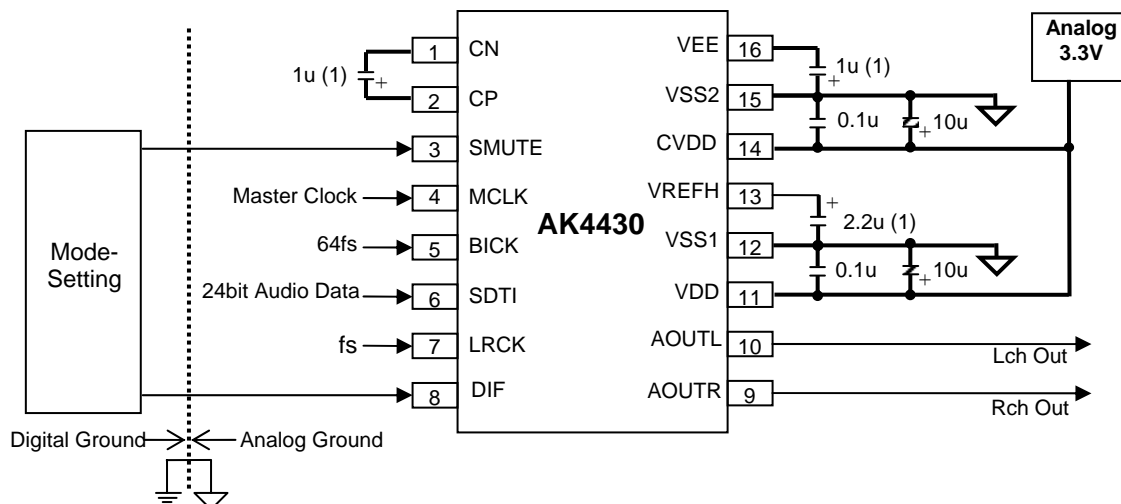 Mode-
Setting
Digital Ground
Analog Ground
1u (1)
+
Master Clock
64fs
24bit Audio Data
fs
AK4430
1
CN
2
CP
3
SMUTE
4
MCLK
5
BICK
6
SDTI
7
LRCK
8
DIF
VEE
16
VSS2
15
CVDD
14
VREFH
13
VSS1
12
VDD
11
AOUTL
10
AOUTR
9
1u (1)
+
0.1u
+
10u
+
2.2u (1)
0.1u
+
10u
Analog
3.3V
Lch Out
Rch Out